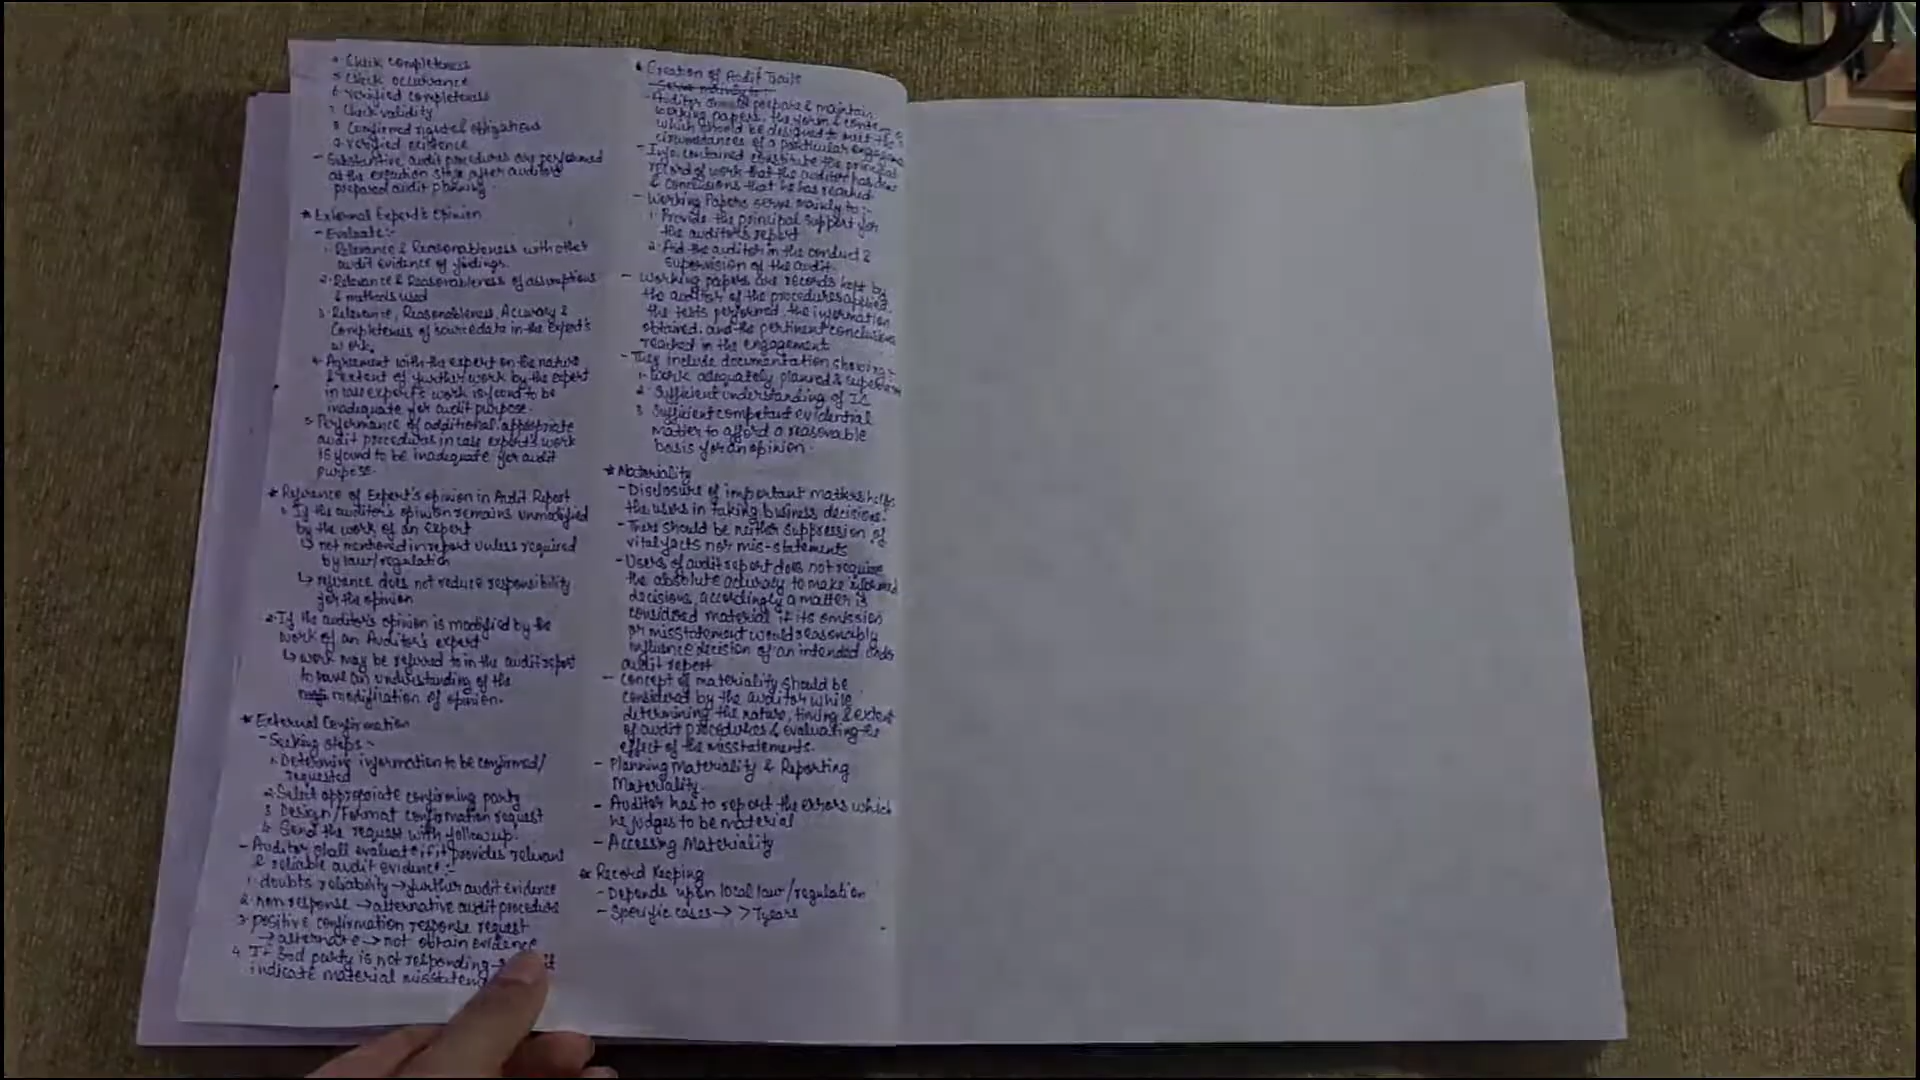 4. Check completeness
5. Check occurance
6. verified completeness
7. Check validity
8. Confirmed rights & obligations
9. verified existence
- Substantive audit procedures are performed
at the execution stage after auditors
prepared audit planning.
* External Expert's Opinion
- Evaluate:-
1. Relevance & Reasonableness with other
audit evidence of findings.
2. Relevance & Reasonableness of assumptions
& methods used
3. Relevance, Reasonableness, Accuracy &
Completeness of source data in the Expert's
work.
4. Agreement with the expert on the nature
& extent of further work by the expert
in case expert's work is found to be
inadequate for audit purpose.
5. Performance of additional appropriate
audit procedures in case expert's work
is found to be inadequate for audit
purpose.
* Reference of Expert's opinion in Audit Report
1. If the auditor's opinion remains unmodified
by the work of an expert
↳ not mentioned in report unless required
by law/regulation
↳ reference does not reduce responsibility
for the opinion
2. If the auditor's opinion is modified by the
work of an Auditor's expert
↳ work may be referred to in the audit report
to have an understanding of the
modification of opinion.
* External Confirmation
- Seeking steps:-
1. Determine information to be confirmed/
requested
2. Select appropriate confirming party
3. Design/Format confirmation request
4. Send the request with follow up.
- Auditor shall evaluate if it provides relevant
& reliable audit evidence:-
1. doubts reliability → further audit evidence
2. non response → alternative audit procedure
3. positive confirmation response request
→ alternate → not obtain evidence
4. If 3rd party is not responding →
indicate material
* Creation of Audit Trails
Serve mainly to:
- Auditor should prepare & maintain
working papers, the form &
which should be designed to meet the
circumstances of a particular
- Info. contained constitute the principal
record of work that the auditor has done
& conclusions that he has reached
- Working Papers serve mainly to:-
1. Provide the principal support for
the auditor's report
2. Aid the auditor in the conduct &
supervision of the audit.
- Working papers are records kept by
the auditor of the procedures applied,
the tests performed, the information
obtained, and the pertinent conclusions
reached in the engagement
- They include documentation showing:-
1. Work adequately planned &
2. Sufficient understanding of IC
3. Sufficient competent evidential
matter to afford a reasonable
basis for an opinion.
* Materiality
- Disclosure of important matters helps
the users in taking business decisions.
- There should be neither suppression of
vital facts nor mis-statements
- Users of audit report does not require
the absolute accuracy to make informed
decisions, accordingly a matter is
considered material if its omission
or misstatement would reasonably
influence decision of an intended
audit report
- Concept of materiality should be
considered by the auditor while
determining the nature, timing & extent
of audit procedures & evaluating the
effect of the misstatements.
- Planning Materiality & Reporting
Materiality.
- Auditor has to report the errors which
he judges to be material
- Accessing Materiality
* Record Keeping
- Depends upon local law/regulation
- Specific cases → > 7 years